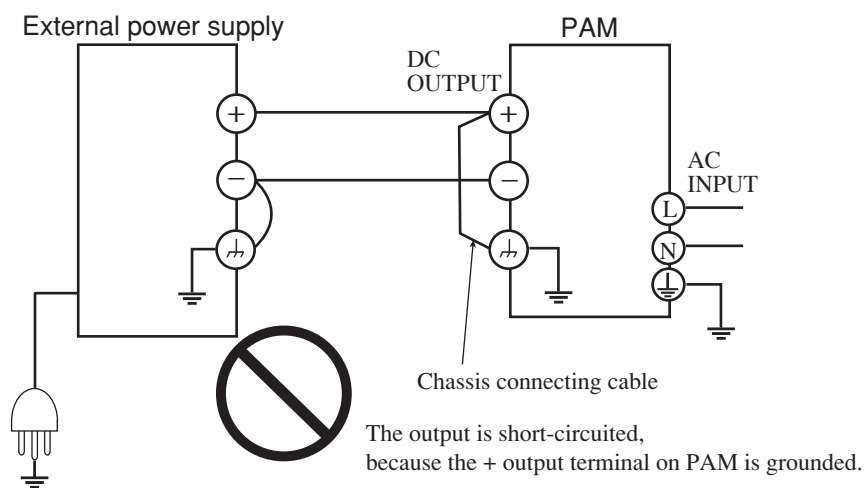 External power supply
PAM
DC
OUTPUT
+
+
AC
INPUT
−
−
L
N
Chassis connecting cable
The output is short-circuited,
because the + output terminal on PAM is grounded.